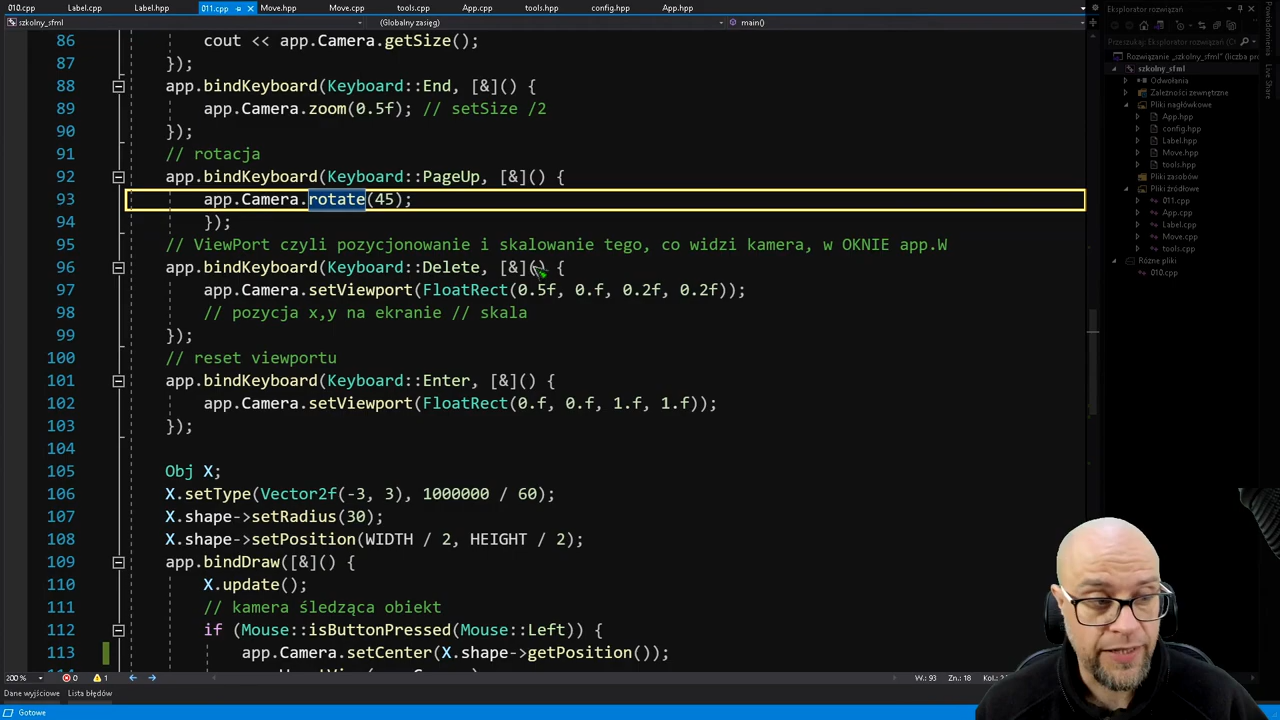 010.cpp Label.cpp Label.hpp 011.cpp Move.hpp Move.cpp tools.cpp App.cpp tools.hpp config.hpp App.hpp
szkolny_sfml (Globalny zasięg) main()
86 cout << app.Camera.getSize();
87 });
88 app.bindKeyboard(Keyboard::End, [&]() {
89 app.Camera.zoom(0.5f); // setSize /2
90 });
91 // rotacja
92 app.bindKeyboard(Keyboard::PageUp, [&]() {
93 app.Camera.rotate(45);
94 });
95 // ViewPort czyli pozycjonowanie i skalowanie tego, co widzi kamera, w OKNIE app.W
96 app.bindKeyboard(Keyboard::Delete, [&]() {
97 app.Camera.setViewport(FloatRect(0.5f, 0.f, 0.2f, 0.2f));
98 // pozycja x,y na ekranie // skala
99 });
100 // reset viewportu
101 app.bindKeyboard(Keyboard::Enter, [&]() {
102 app.Camera.setViewport(FloatRect(0.f, 0.f, 1.f, 1.f));
103 });
104
105 Obj X;
106 X.setType(Vector2f(-3, 3), 1000000 / 60);
107 X.shape->setRadius(30);
108 X.shape->setPosition(WIDTH / 2, HEIGHT / 2);
109 app.bindDraw([&]() {
110 X.update();
111 // kamera śledząca obiekt
112 if (Mouse::isButtonPressed(Mouse::Left)) {
113 app.Camera.setCenter(X.shape->getPosition());
200 % 0 1 W.: 93 Zn.: 18 Kol.:
Dane wyjściowe Lista błędów
Gotowe
Eksplorator rozwiązań
Przeszukaj: Eksplorator rozwiązań (
Rozwiązanie „szkolny_sfml” (liczba
szkolny_sfml
Odwołania
Zależności zewnętrzne
Pliki nagłówkowe
App.hpp
config.hpp
Label.hpp
Move.hpp
tools.hpp
Pliki zasobów
Pliki źródłowe
011.cpp
App.cpp
Label.cpp
Move.cpp
tools.cpp
Różne pliki
010.cpp
Powiadomienia
Live Share